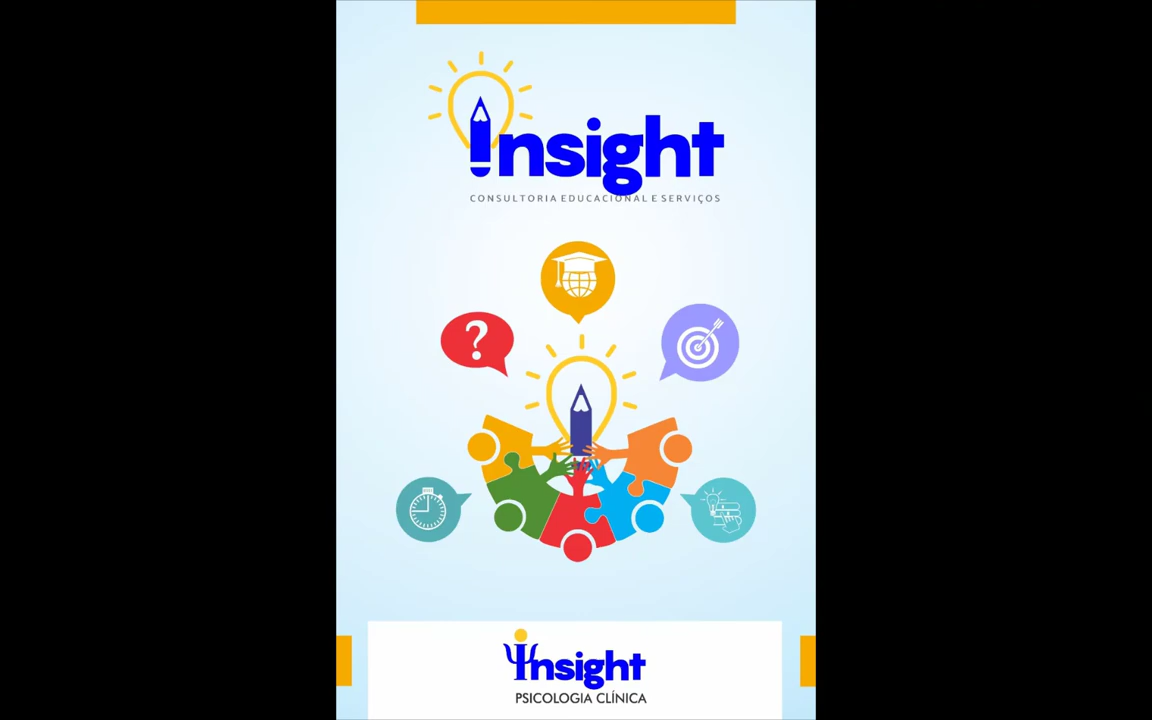 insight
CONSULTORIA EDUCACIONAL E SERVIÇOS
?
insight
PSICOLOGIA CLÍNICA